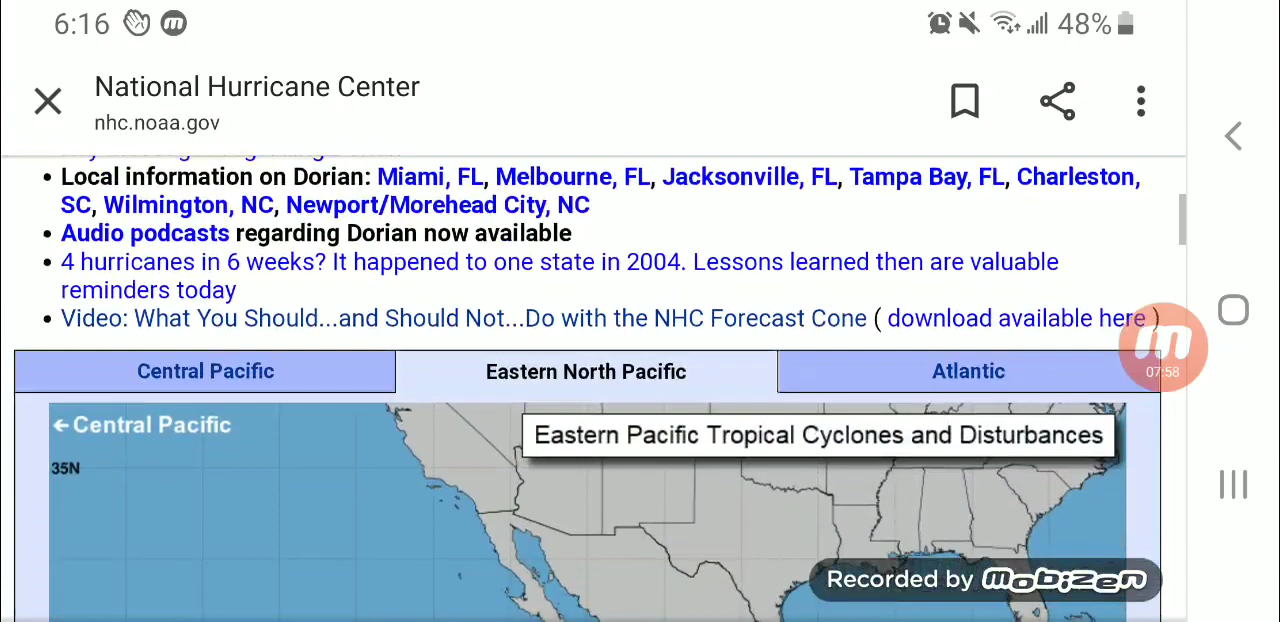 6:16 48%
National Hurricane Center
nhc.noaa.gov
• Local information on Dorian: Miami, FL, Melbourne, FL, Jacksonville, FL, Tampa Bay, FL, Charleston,
SC, Wilmington, NC, Newport/Morehead City, NC
• Audio podcasts regarding Dorian now available
• 4 hurricanes in 6 weeks? It happened to one state in 2004. Lessons learned then are valuable
reminders today
• Video: What You Should...and Should Not...Do with the NHC Forecast Cone ( download available here )
07:58
Central Pacific Eastern North Pacific Atlantic
←Central Pacific
Eastern Pacific Tropical Cyclones and Disturbances
35N
Recorded by mobizen